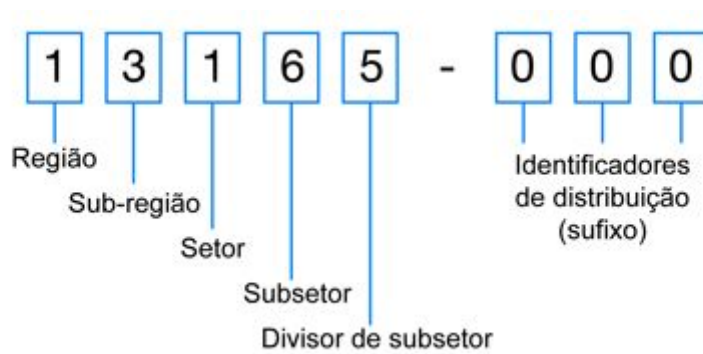 1 3 1 6 5 - 0 0 0
Região
Sub-região
Setor
Subsetor
Divisor de subsetor
Identificadores
de distribuição
(sufixo)